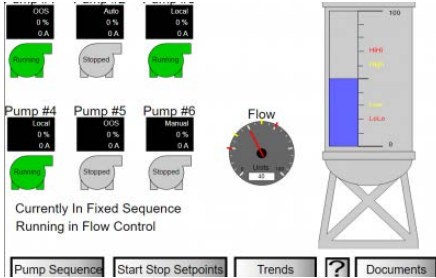 OOS Auto Local
0 % 0 % 0 %
0 A 0 A 0 A
Running Stopped Running
Pump #4 Pump #5 Pump #6
Local OOS Manual
0 % 0 % 0 %
0 A 0 A 0 A
Running Stopped Stopped
Flow
Units
40
100
HiHi
High
Low
LoLo
0
Currently In Fixed Sequence
Running in Flow Control
Pump Sequence Start Stop Setpoints Trends ? Documents